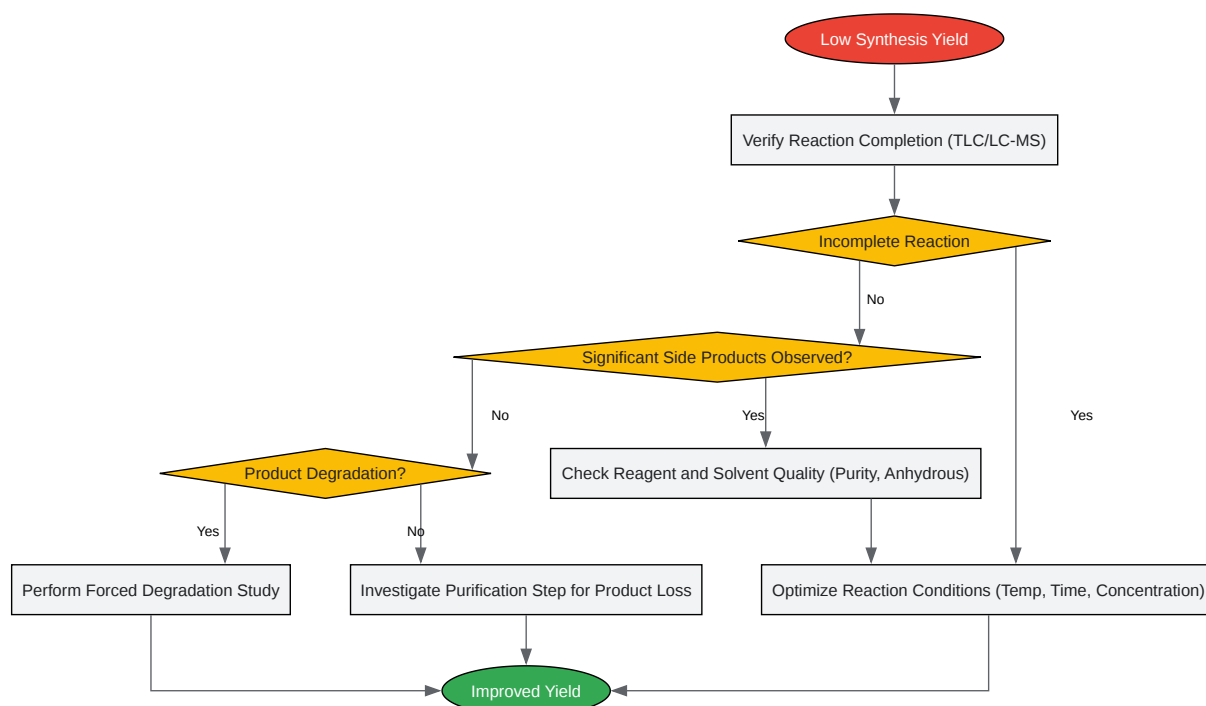 Low Synthesis Yield
Verify Reaction Completion (TLC/LC-MS)
Incomplete Reaction
No
Significant Side Products Observed?
No
Yes
Yes
Product Degradation?
Check Reagent and Solvent Quality (Purity, Anhydrous)
Yes
No
Perform Forced Degradation Study
Investigate Purification Step for Product Loss
Optimize Reaction Conditions (Temp, Time, Concentration)
Improved Yield